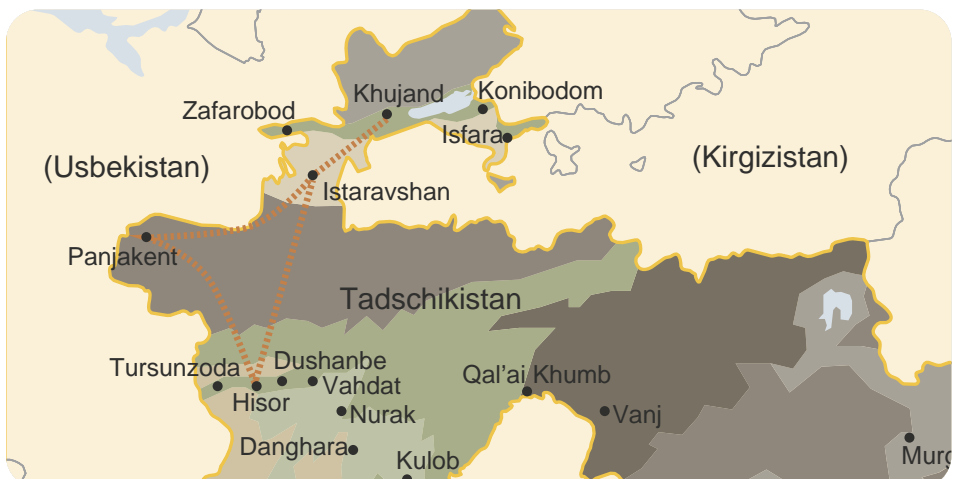 Khujand
Konibodom
Zafarobod
Isfara
(Usbekistan)
(Kirgizistan)
Istaravshan
Panjakent
Tadschikistan
Dushanbe
Tursunzoda
Vahdat
Qal'ai Khumb
Hisor
Nurak
Vanj
Danghara
Kulob
Murg